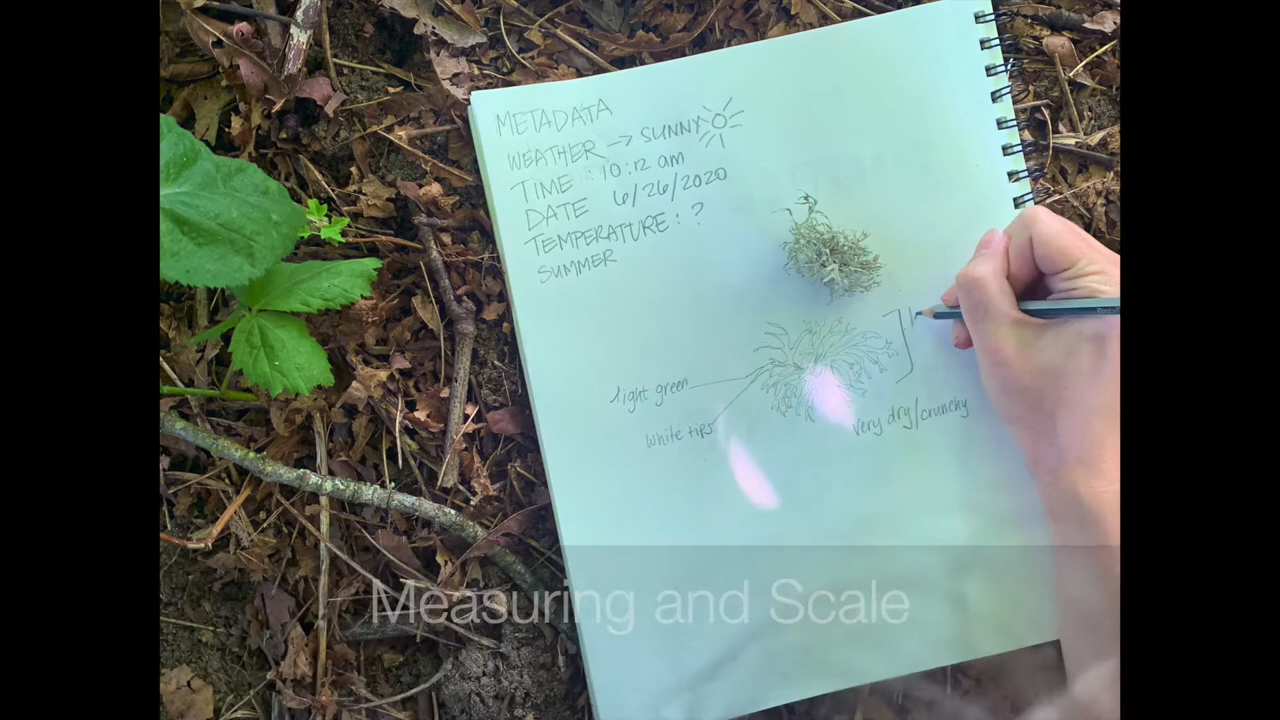 METADATA
WEATHER → SUNNY
TIME 10:12 am
DATE 6/26/2020
TEMPERATURE: ?
SUMMER
light green
white tips
very dry/crunchy
Measuring and Scale